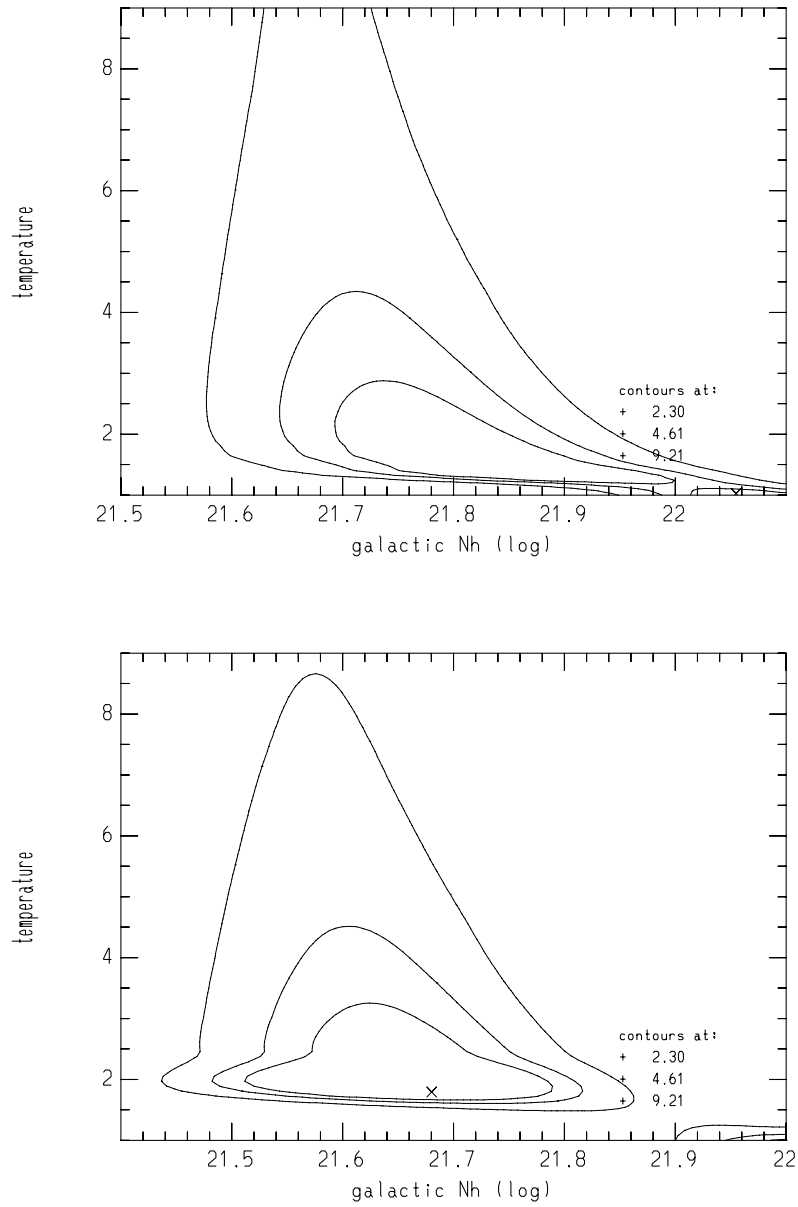 8
6
4
2
temperature
contours at:
+ 2.30
+ 4.61
+ 9.21
21.5 21.6 21.7 21.8 21.9 22
galactic Nh (log)
8
6
4
2
temperature
contours at:
+ 2.30
+ 4.61
+ 9.21
21.5 21.6 21.7 21.8 21.9 22
galactic Nh (log)